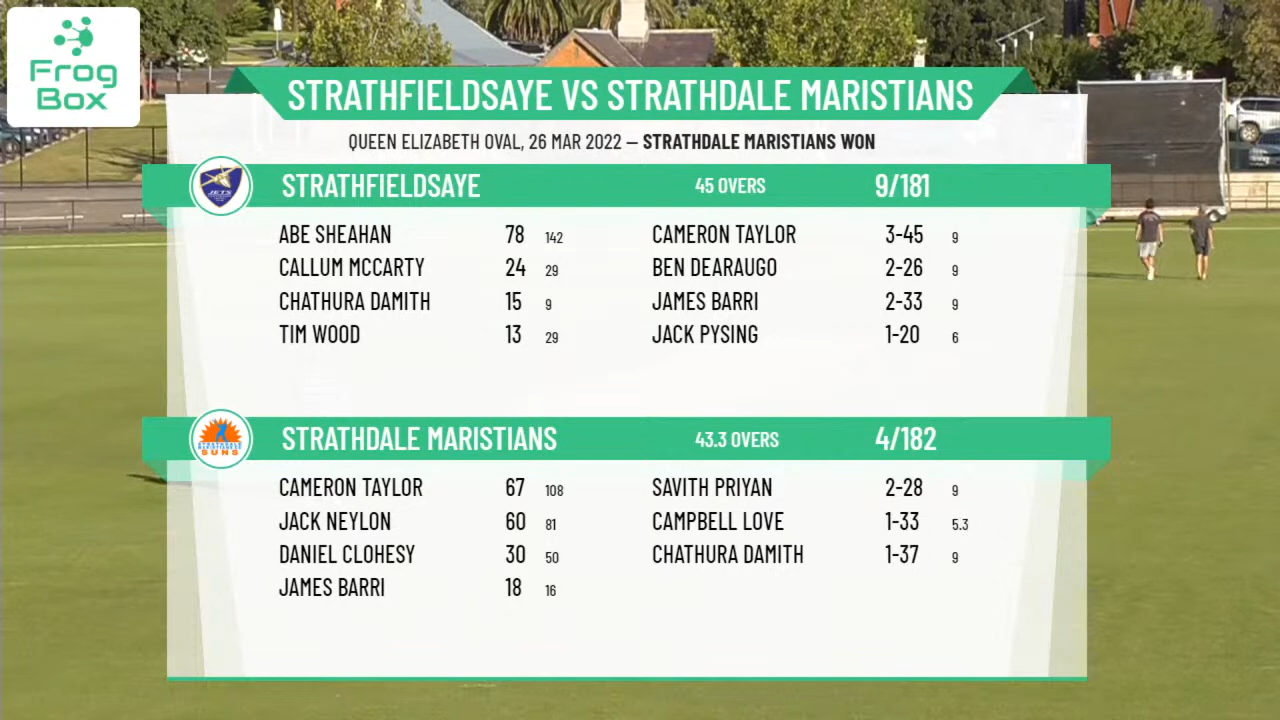 Frog
Box
STRATHFIELDSAYE VS STRATHDALE MARISTIANS
QUEEN ELIZABETH OVAL, 26 MAR 2022 – STRATHDALE MARISTIANS WON
JETS
STRATHFIELDSAYE 45 OVERS 9/181
ABE SHEAHAN 78 142 CAMERON TAYLOR 3-45 9
CALLUM MCCARTY 24 29 BEN DEARAUGO 2-26 9
CHATHURA DAMITH 15 9 JAMES BARRI 2-33 9
TIM WOOD 13 29 JACK PYSING 1-20 6
SUNS
STRATHDALE MARISTIANS 43.3 OVERS 4/182
CAMERON TAYLOR 67 108 SAVITH PRIYAN 2-28 9
JACK NEYLON 60 81 CAMPBELL LOVE 1-33 5.3
DANIEL CLOHESY 30 50 CHATHURA DAMITH 1-37 9
JAMES BARRI 18 16